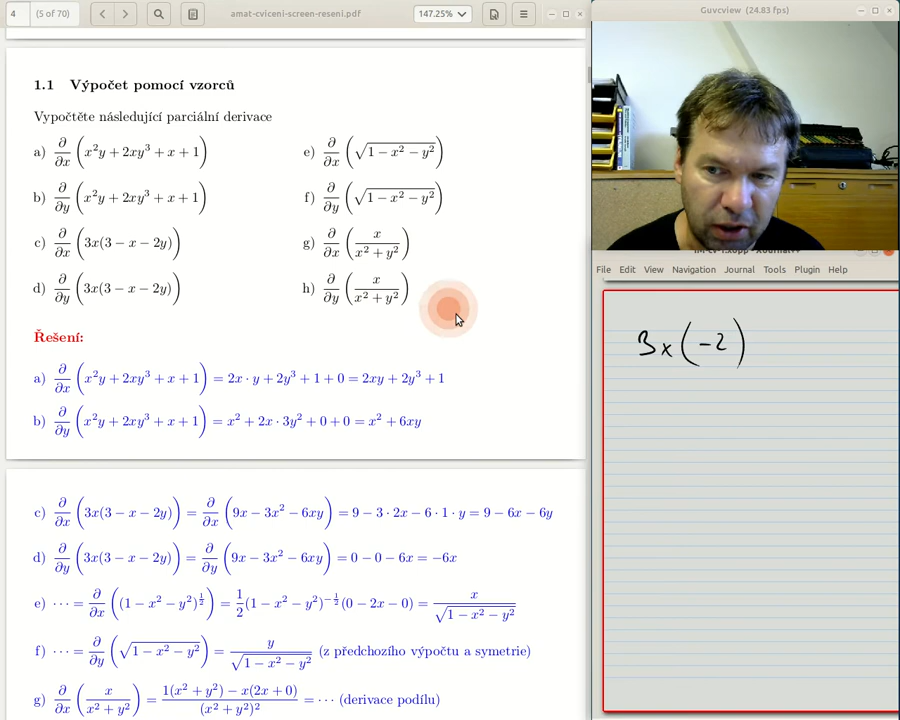 4 (5 of 70) amat-cviceni-screen-reseni.pdf 147.25%
Guvcview (24.83 fps)
1.1 Výpočet pomocí vzorců
Vypočtěte následující parciální derivace
a) ∂/∂x (x²y + 2xy³ + x + 1)
b) ∂/∂y (x²y + 2xy³ + x + 1)
c) ∂/∂x (3x(3 − x − 2y))
d) ∂/∂y (3x(3 − x − 2y))
e) ∂/∂x (√(1 − x² − y²))
f) ∂/∂y (√(1 − x² − y²))
g) ∂/∂x (x/(x² + y²))
h) ∂/∂y (x/(x² + y²))
Řešení:
a) ∂/∂x (x²y + 2xy³ + x + 1) = 2x · y + 2y³ + 1 + 0 = 2xy + 2y³ + 1
b) ∂/∂y (x²y + 2xy³ + x + 1) = x² + 2x · 3y² + 0 + 0 = x² + 6xy
c) ∂/∂x (3x(3 − x − 2y)) = ∂/∂x (9x − 3x² − 6xy) = 9 − 3 · 2x − 6 · 1 · y = 9 − 6x − 6y
d) ∂/∂y (3x(3 − x − 2y)) = ∂/∂y (9x − 3x² − 6xy) = 0 − 0 − 6x = −6x
e) ⋯ = ∂/∂x ((1 − x² − y²)^(1/2)) = 1/2 (1 − x² − y²)^(−1/2) (0 − 2x − 0) = x/√(1 − x² − y²)
f) ⋯ = ∂/∂y (√(1 − x² − y²)) = y/√(1 − x² − y²) (z předchozího výpočtu a symetrie)
g) ∂/∂x (x/(x² + y²)) = (1(x² + y²) − x(2x + 0))/(x² + y²)² = ⋯ (derivace podílu)
File Edit View Navigation Journal Tools Plugin Help
3x(−2)